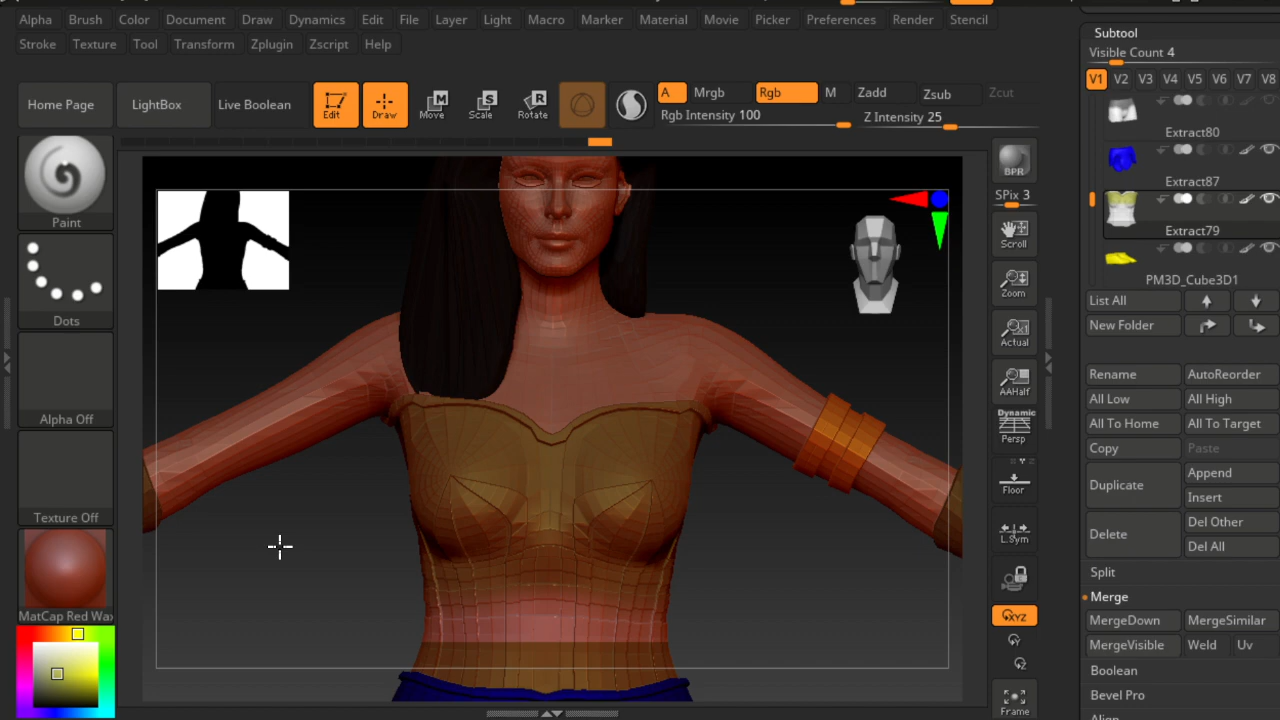 Alpha Brush Color Document Draw Dynamics Edit File Layer Light Macro Marker Material Movie Picker Preferences Render Stencil
Stroke Texture Tool Transform Zplugin Zscript Help
Home Page LightBox Live Boolean Edit Draw Move Scale Rotate
A Mrgb Rgb M Zadd Zsub Zcut
Rgb Intensity 100 Z Intensity 25
Paint
Dots
Alpha Off
Texture Off
MatCap Red Wax
BPR
SPix 3
Scroll
Zoom
Actual
AAHalf
Dynamic
Persp
Floor
L.Sym
XYZ
Y
Z
Frame
Subtool
Visible Count 4
V1 V2 V3 V4 V5 V6 V7 V8
Extract80
Extract87
Extract79
PM3D_Cube3D1
List All
New Folder
Rename AutoReorder
All Low All High
All To Home All To Target
Copy Paste
Duplicate Append
Insert
Delete Del Other
Del All
Split
Merge
MergeDown MergeSimilar
MergeVisible Weld Uv
Boolean
Bevel Pro